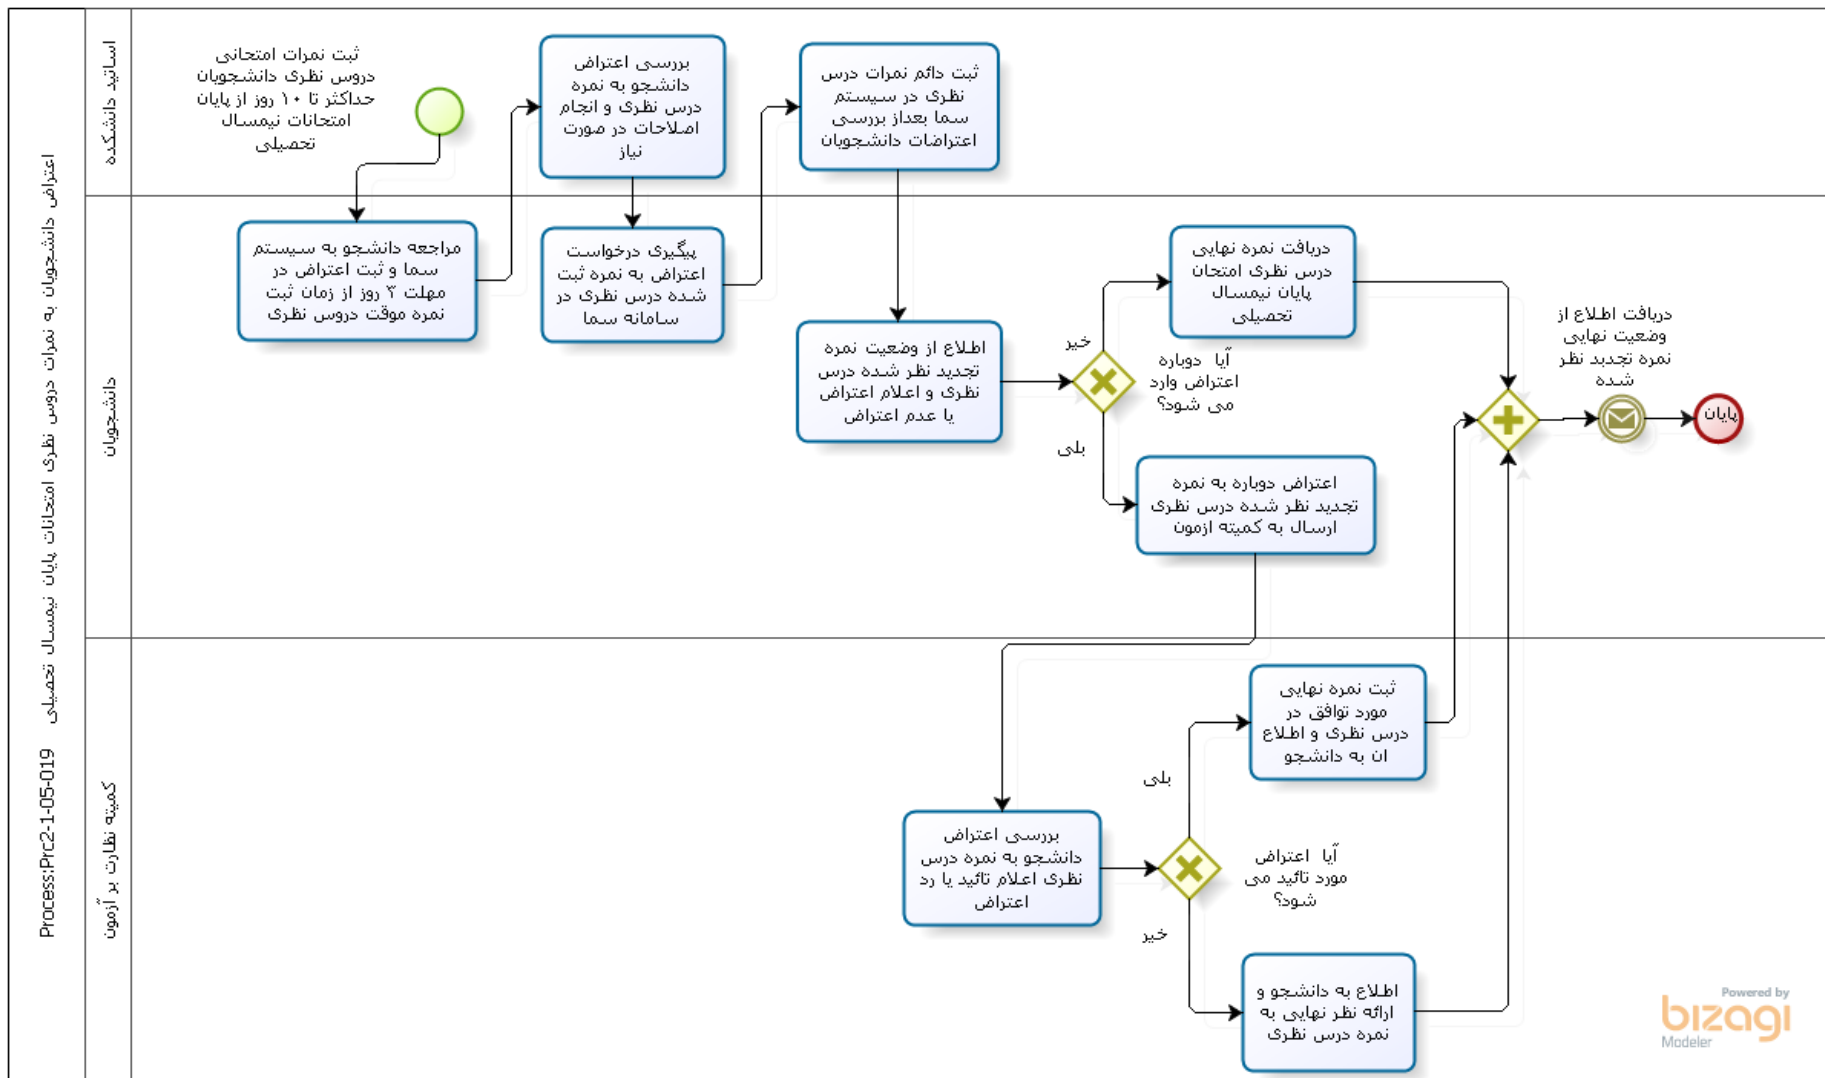 اعتراض دانشجویان به نمرات دروس نظری امتحانات پایان نیمسال تحصیلی Process:Prc2-1-05-019
اساتید دانشکده
ثبت نمرات امتحانی
دروس نظری دانشجویان
حداکثر تا ۱۰ روز از پایان
امتحانات نیمسال
تحصیلی
بررسی اعتراض
دانشجو به نمره
درس نظری و انجام
اصلاحات در صورت
نیاز
ثبت دائم نمرات درس
نظری در سیستم
سما بعداز بررسی
اعتراضات دانشجویان
دانشجویان
مراجعه دانشجو به سیستم
سما و ثبت اعتراض در
مهلت ۳ روز از زمان ثبت
نمره موقت دروس نظری
پیگیری درخواست
اعتراض به نمره ثبت
شده درس نظری در
سامانه سما
اطلاع از وضعیت نمره
تجدید نظر شده درس
نظری و اعلام اعتراض
یا عدم اعتراض
خیر
آیا دوباره
اعتراض وارد
می شود؟
بلی
دریافت نمره نهایی
درس نظری امتحان
پایان نیمسال
تحصیلی
اعتراض دوباره به نمره
تجدید نظر شده درس نظری
ارسال به کمیته ازمون
دریافت اطلاع از
وضعیت نهایی
نمره تجدید نظر
شده
پایان
کمیته نظارت بر آزمون
بررسی اعتراض
دانشجو به نمره درس
نظری اعلام تائید یا رد
اعتراض
بلی
آیا اعتراض
مورد تائید می
شود؟
خیر
ثبت نمره نهایی
مورد توافق در
درس نظری و اطلاع
ان به دانشجو
اطلاع به دانشجو و
ارائه نظر نهایی به
نمره درس نظری
Powered by
bizagi
Modeler